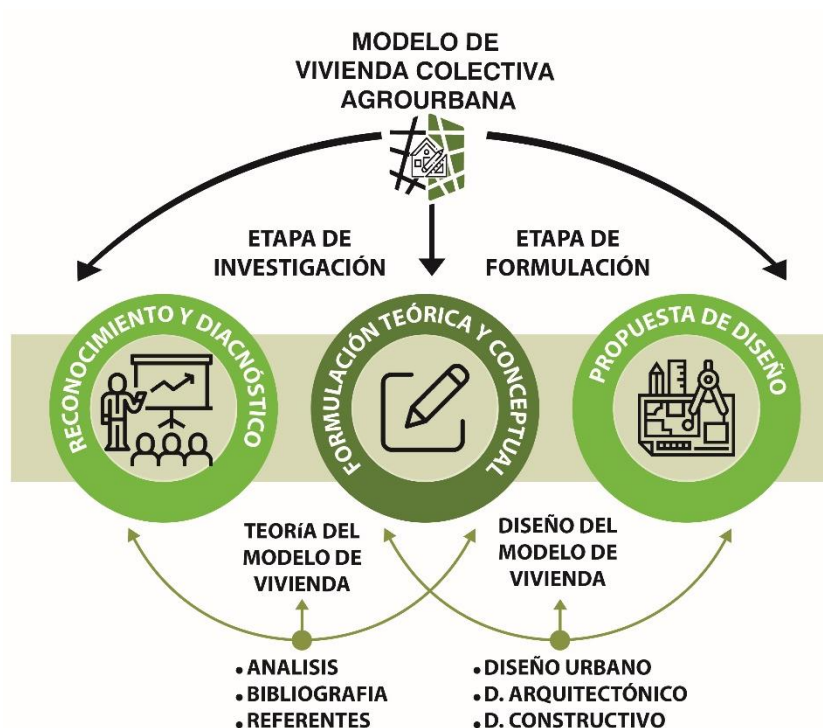 MODELO DE
VIVIENDA COLECTIVA
AGROURBANA
ETAPA DE
INVESTIGACIÓN
ETAPA DE
FORMULACIÓN
RECONOCIMIENTO Y DIACNÓSTICO
FORMULACIÓN TEÓRICA Y CONCEPTUAL
PROPUESTA DE DISEÑO
TEORíA DEL
MODELO DE
VIVIENDA
DISEÑO DEL
MODELO DE
VIVIENDA
• ANALISIS
• BIBLIOGRAFIA
• REFERENTES
• DISEÑO URBANO
• D. ARQUITECTÓNICO
• D. CONSTRUCTIVO